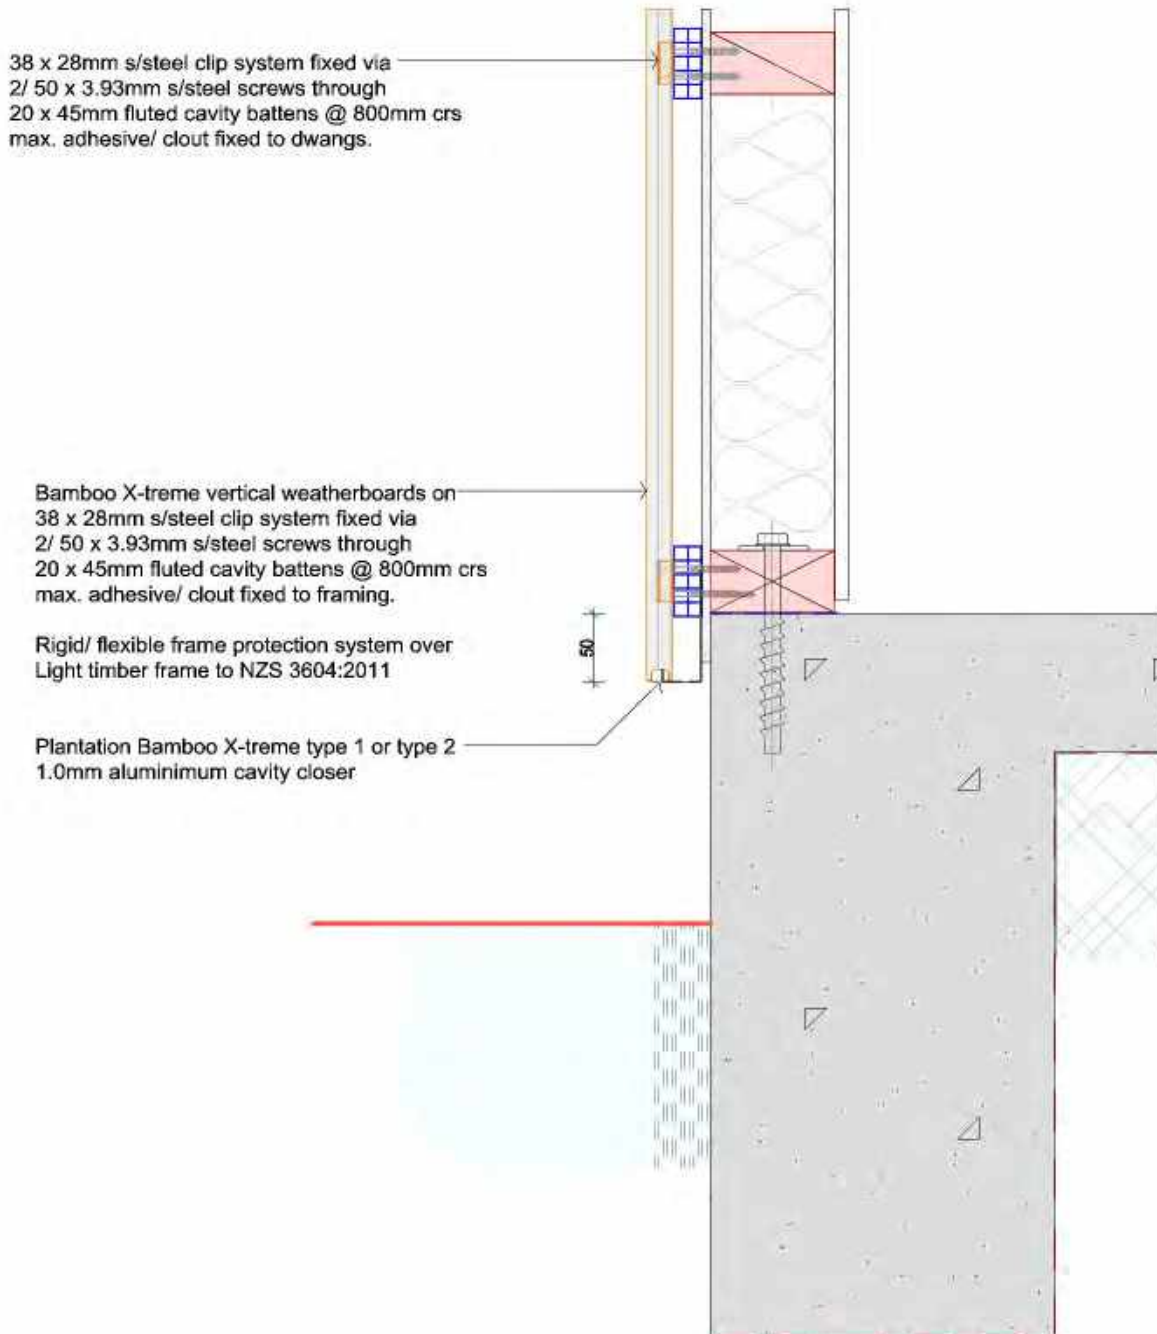 38 x 28mm s/steel clip system fixed via
2/ 50 x 3.93mm s/steel screws through
20 x 45mm fluted cavity battens @ 800mm crs
max. adhesive/ clout fixed to dwangs.
Bamboo X-treme vertical weatherboards on
38 x 28mm s/steel clip system fixed via
2/ 50 x 3.93mm s/steel screws through
20 x 45mm fluted cavity battens @ 800mm crs
max. adhesive/ clout fixed to framing.
Rigid/ flexible frame protection system over
Light timber frame to NZS 3604:2011
50
Plantation Bamboo X-treme type 1 or type 2
1.0mm aluminimum cavity closer